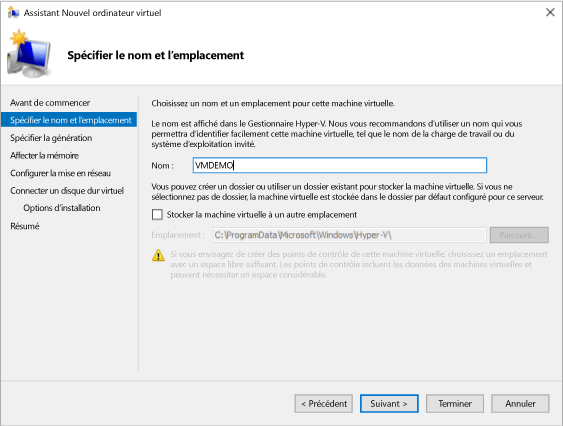 Assistant Nouvel ordinateur virtuel
Spécifier le nom et l'emplacement
Avant de commencer
Spécifier le nom et l'emplacement
Spécifier la génération
Affecter la mémoire
Configurer la mise en réseau
Connecter un disque dur virtuel
Options d'installation
Résumé
Choisissez un nom et un emplacement pour cette machine virtuelle.
Le nom est affiché dans le Gestionnaire Hyper-V. Nous vous recommandons d'utiliser un nom qui vous
permettra d'identifier facilement cette machine virtuelle, tel que le nom de la charge de travail ou du
système d'exploitation invité.
Nom : VMDEMO
Vous pouvez créer un dossier ou utiliser un dossier existant pour stocker la machine virtuelle. Si vous ne
sélectionnez pas de dossier, la machine virtuelle est stockée dans le dossier par défaut configuré pour ce serveur.
Stocker la machine virtuelle à un autre emplacement
Emplacement : C:\ProgramData\Microsoft\Windows\Hyper-V\ Parcourir...
Si vous envisagez de créer des points de contrôle de cette machine virtuelle, choisissez un emplacement
avec un espace libre suffisant. Les points de contrôle incluent les données des machines virtuelles et
peuvent nécessiter un espace considérable.
< Précédent Suivant > Terminer Annuler